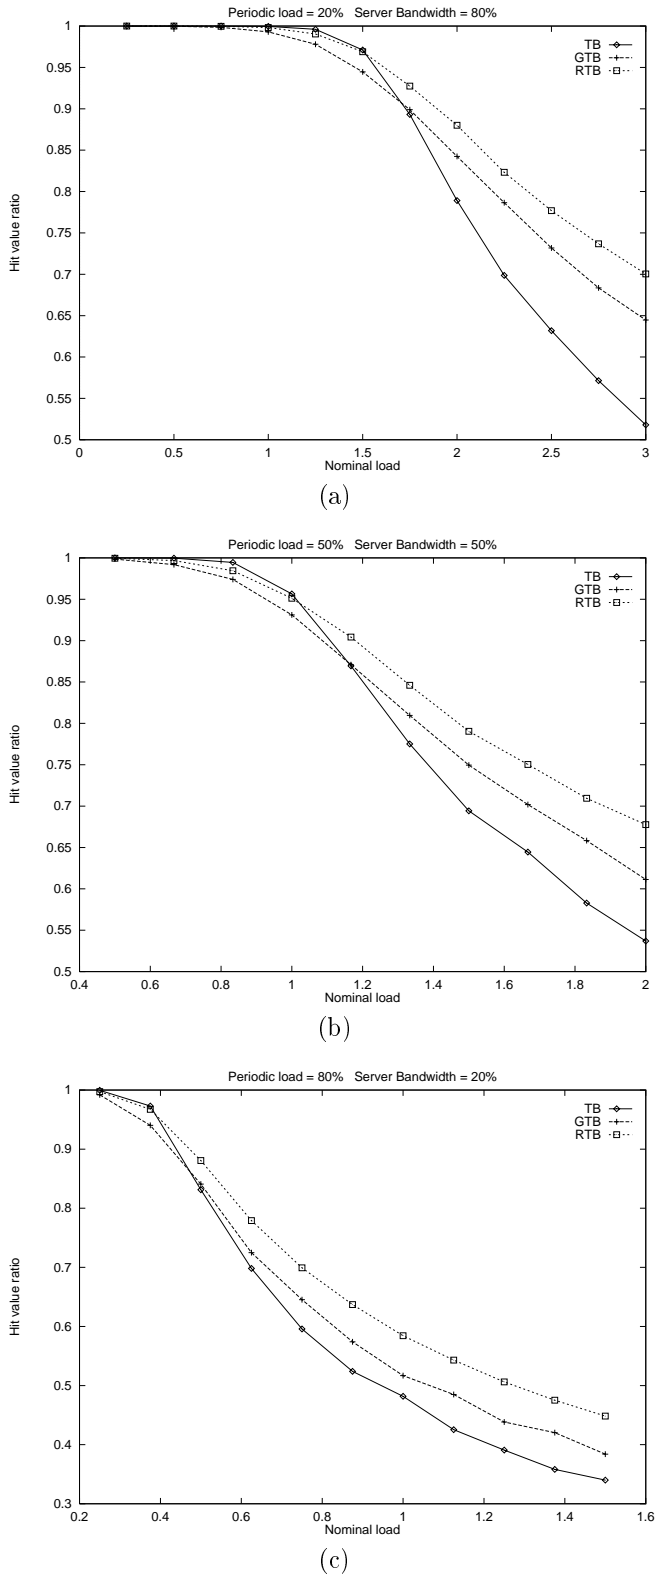 Periodic load = 20% Server Bandwidth = 80%
1
0.95
0.9
0.85
0.8
0.75
0.7
0.65
0.6
0.55
0.5
Hit value ratio
TB
GTB
RTB
0 0.5 1 1.5 2 2.5 3
Nominal load
(a)
Periodic load = 50% Server Bandwidth = 50%
1
0.95
0.9
0.85
0.8
0.75
0.7
0.65
0.6
0.55
0.5
Hit value ratio
TB
GTB
RTB
0.4 0.6 0.8 1 1.2 1.4 1.6 1.8 2
Nominal load
(b)
Periodic load = 80% Server Bandwidth = 20%
1
0.9
0.8
0.7
0.6
0.5
0.4
0.3
Hit value ratio
TB
GTB
RTB
0.2 0.4 0.6 0.8 1 1.2 1.4 1.6
Nominal load
(c)